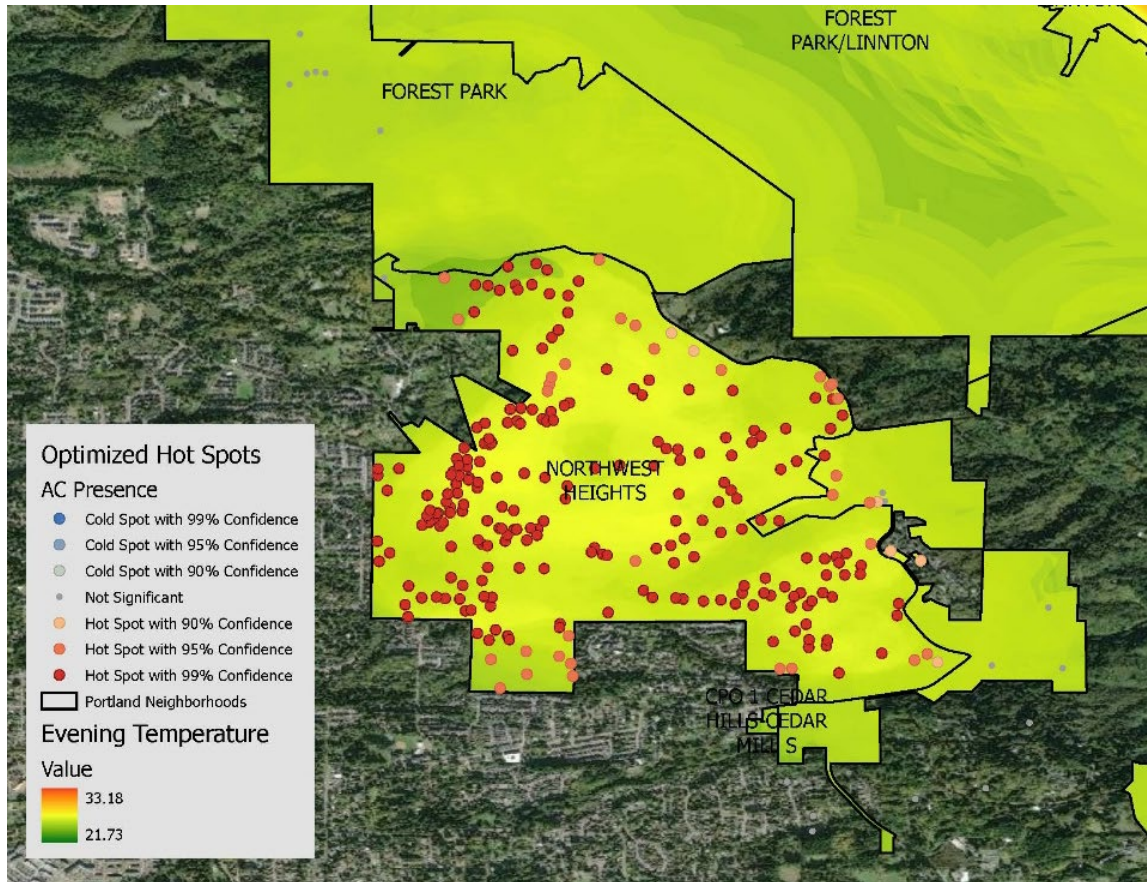 FOREST
PARK/LINNTON
FOREST PARK
NORTHWEST
HEIGHTS
CPO 1 CEDAR
HILLS-CEDAR
MILLS
Optimized Hot Spots
AC Presence
Cold Spot with 99% Confidence
Cold Spot with 95% Confidence
Cold Spot with 90% Confidence
Not Significant
Hot Spot with 90% Confidence
Hot Spot with 95% Confidence
Hot Spot with 99% Confidence
Portland Neighborhoods
Evening Temperature
Value
33.18
21.73